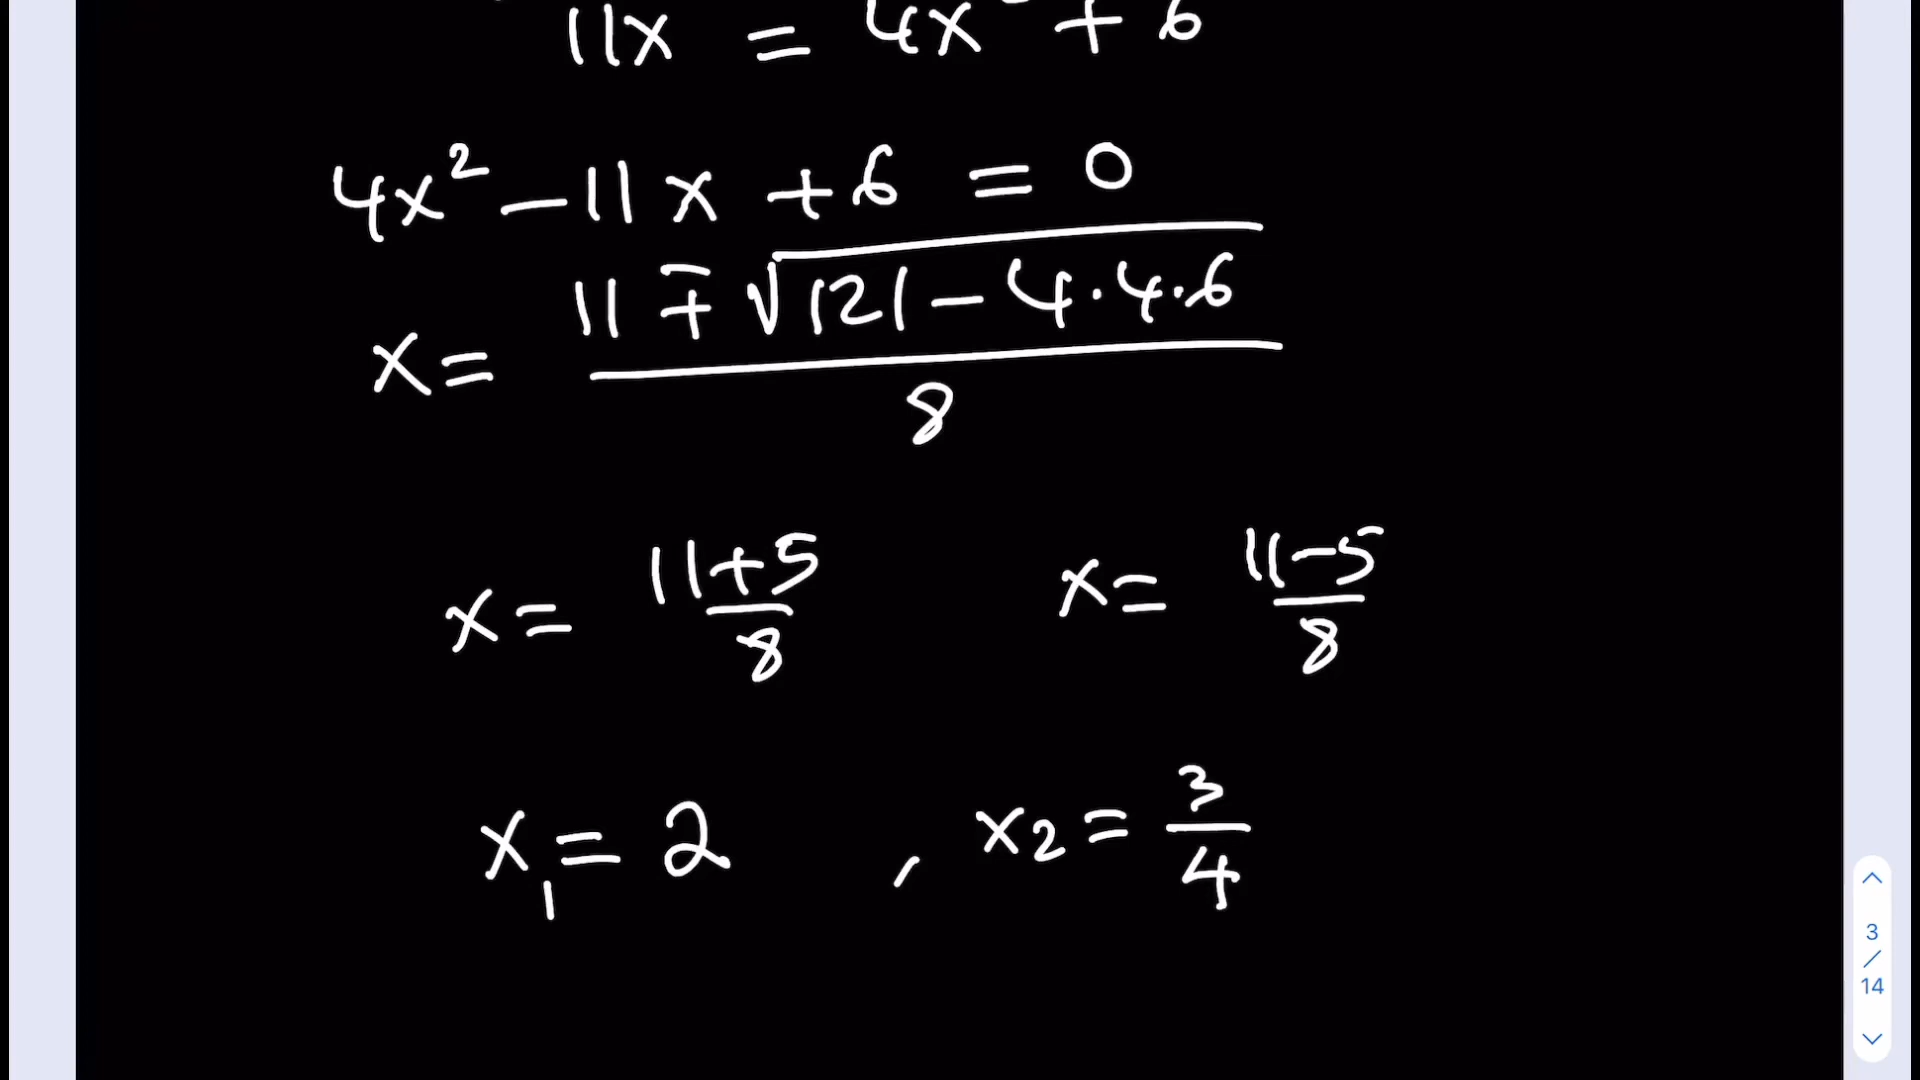 11x = 4x² + 6
4x² - 11x + 6 = 0
x = (11 ∓ √(121 - 4·4·6))/8
x = (11+5)/8 x = (11-5)/8
x₁ = 2 , x₂ = 3/4
3
/
14